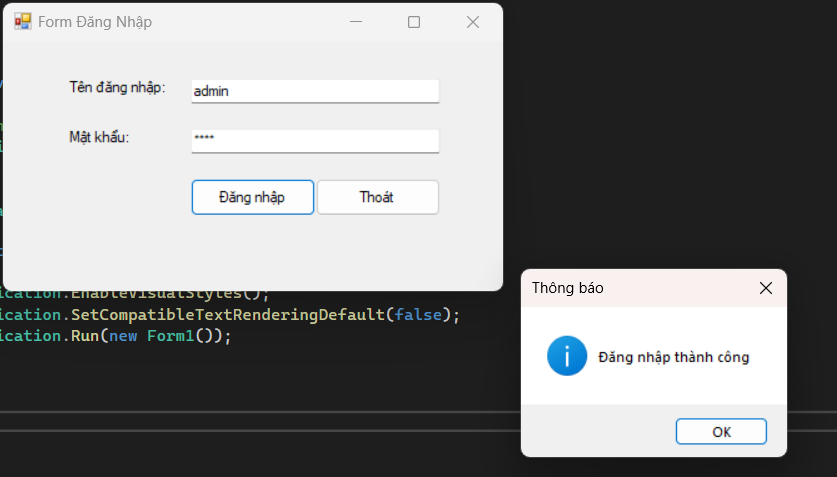 Form Đăng Nhập
Tên đăng nhập:
admin
Mật khẩu:
****
Đăng nhập
Thoát
ication.EnableVisualStyles();
ication.SetCompatibleTextRenderingDefault(false);
ication.Run(new Form1());
Thông báo
Đăng nhập thành công
OK